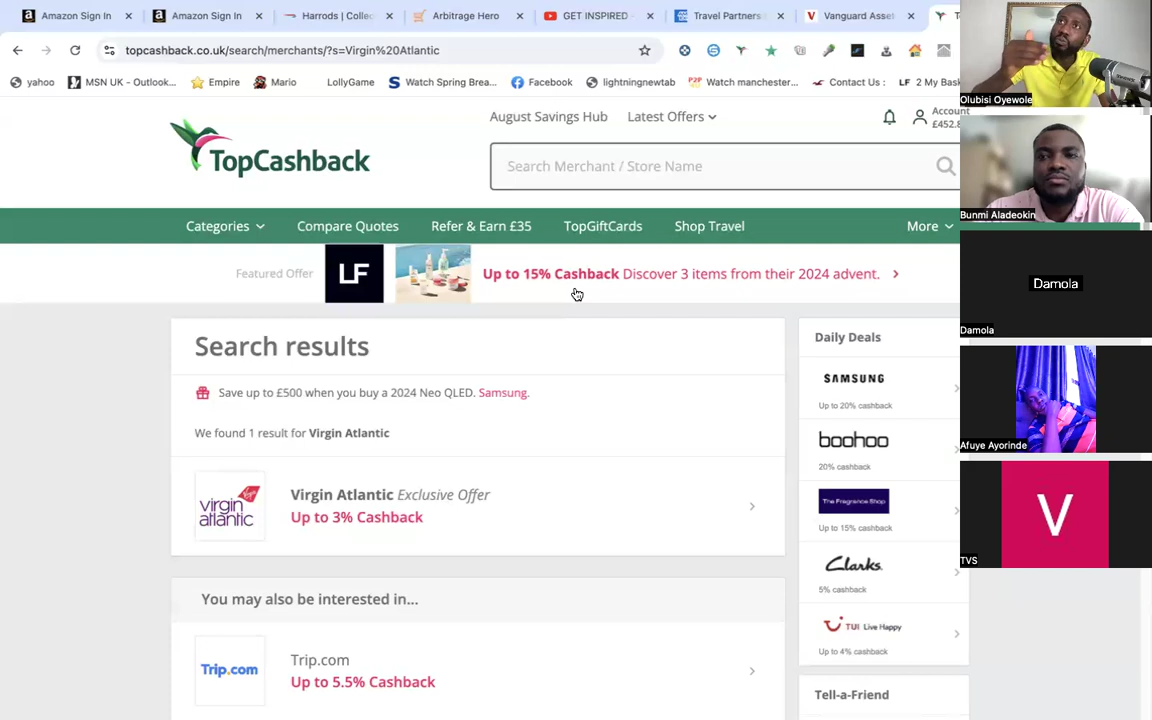 Amazon Sign In
Amazon Sign In
Harrods | Collec
Arbitrage Hero
GET INSPIRED
Travel Partners
Vanguard Asset
topcashback.co.uk/search/merchants/?s=Virgin%20Atlantic
yahoo
MSN UK - Outlook...
Empire
Mario
LollyGame
Watch Spring Brea...
Facebook
lightningnewtab
Watch manchester...
Contact Us :
LF 2 My Bask
August Savings Hub
Latest Offers
Account
£452.8
TopCashback
Search Merchant / Store Name
Categories
Compare Quotes
Refer & Earn £35
TopGiftCards
Shop Travel
More
Featured Offer
LF
Up to 15% Cashback Discover 3 items from their 2024 advent.
Search results
Save up to £500 when you buy a 2024 Neo QLED. Samsung.
We found 1 result for Virgin Atlantic
virgin
atlantic
Virgin Atlantic Exclusive Offer
Up to 3% Cashback
You may also be interested in...
Trip.com
Trip.com
Up to 5.5% Cashback
Daily Deals
SAMSUNG
Up to 20% cashback
boohoo
20% cashback
The Fragrance Shop
Up to 15% cashback
Clarks
5% cashback
TUI Live Happy
Up to 4% cashback
Tell-a-Friend
Olubisi Oyewole
Bunmi Aladeokin
Damola
Damola
Afuye Ayorinde
V
TVS